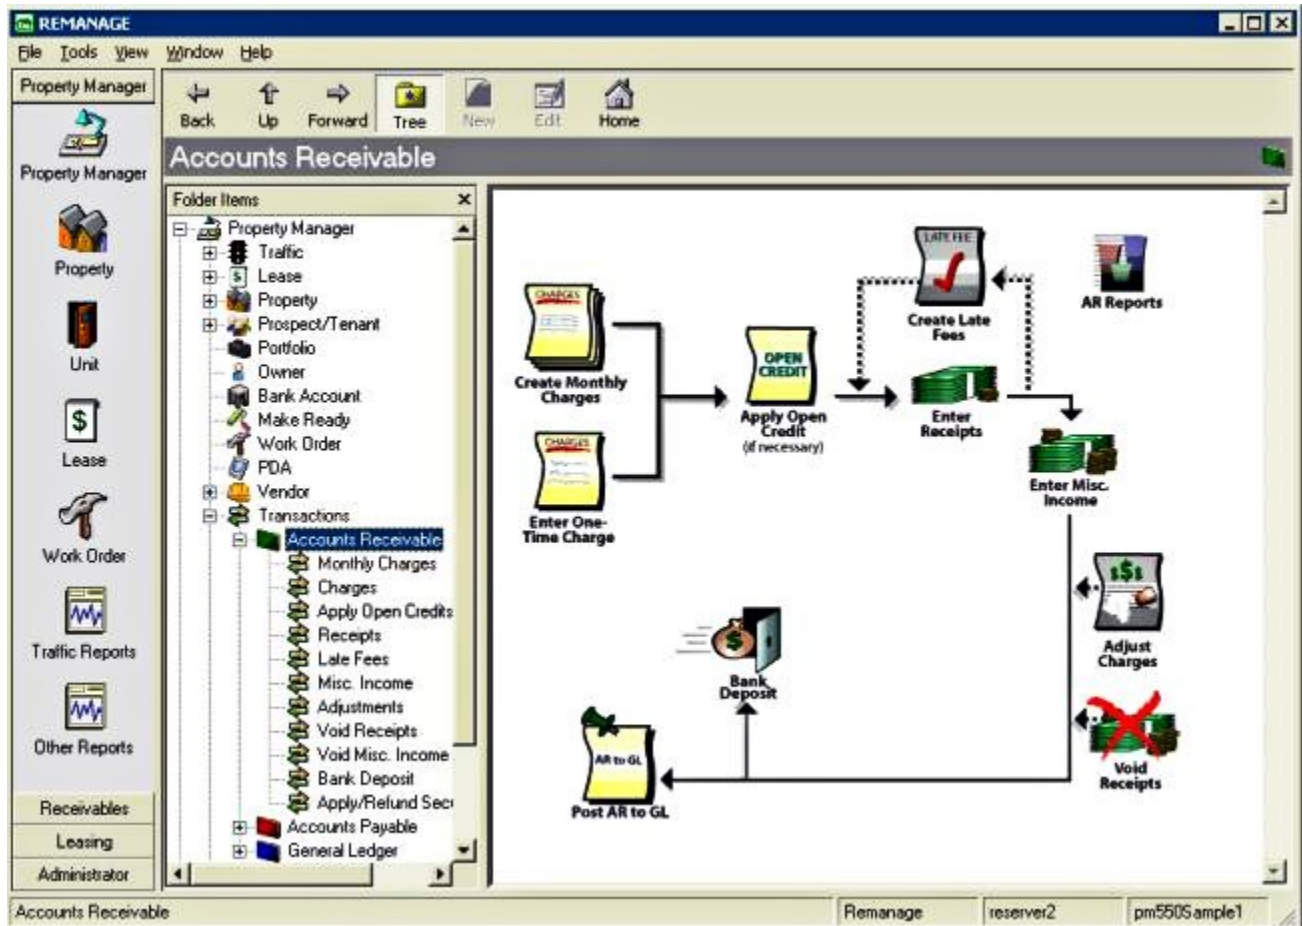 REMANAGE
File Tools View Window Help
Property Manager
Back Up Forward Tree New Edit Home
Accounts Receivable
Property Manager
Property
Unit
Lease
Work Order
Traffic Reports
Other Reports
Receivables
Leasing
Administrator
Folder Items
Property Manager
Traffic
Lease
Property
Prospect/Tenant
Portfolio
Owner
Bank Account
Make Ready
Work Order
PDA
Vendor
Transactions
Accounts Receivable
Monthly Charges
Charges
Apply Open Credits
Receipts
Late Fees
Misc. Income
Adjustments
Void Receipts
Void Misc. Income
Bank Deposit
Apply/Refund Secu
Accounts Payable
General Ledger
CHARGES
Create Monthly
Charges
CHARGES
Enter One-
Time Charge
OPEN
CREDIT
Apply Open
Credit
(if necessary)
LATE FEE
Create Late
Fees
AR Reports
Enter
Receipts
Enter Misc.
Income
$$$
Adjust
Charges
Void
Receipts
$
Bank
Deposit
AR to GL
Post AR to GL
Accounts Receivable
Remanage
reserver2
pm550Sample1